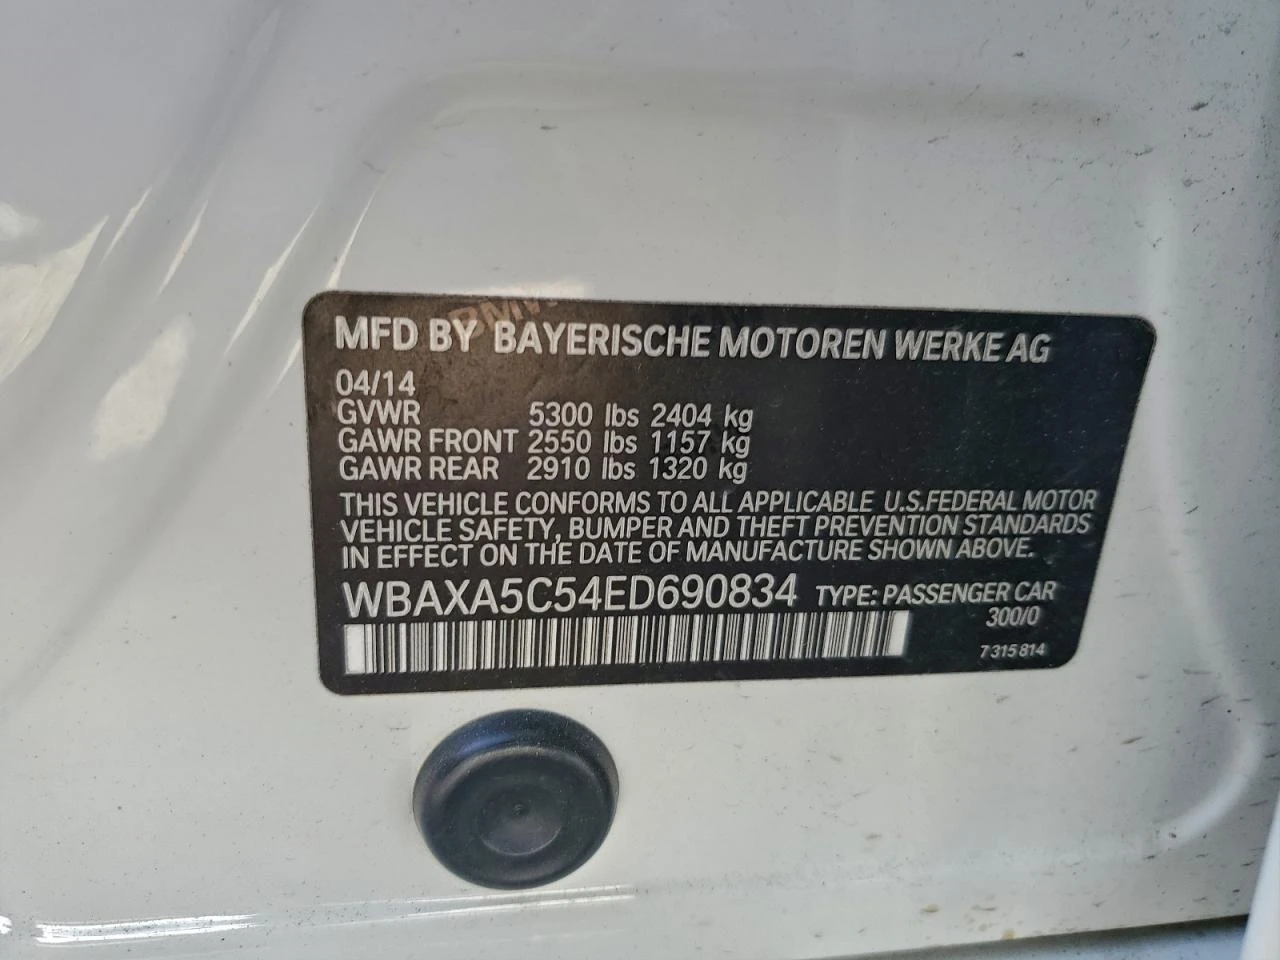 MFD BY BAYERISCHE MOTOREN WERKE AG
04/14
GVWR 5300 lbs 2404 kg
GAWR FRONT 2550 lbs 1157 kg
GAWR REAR 2910 lbs 1320 kg
THIS VEHICLE CONFORMS TO ALL APPLICABLE U.S.FEDERAL MOTOR
VEHICLE SAFETY, BUMPER AND THEFT PREVENTION STANDARDS
IN EFFECT ON THE DATE OF MANUFACTURE SHOWN ABOVE.
WBAXA5C54ED690834 TYPE: PASSENGER CAR
300/0
7 315 814